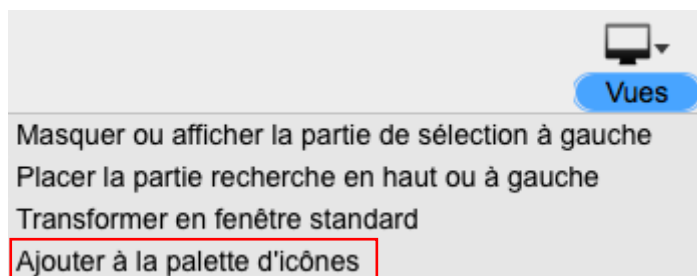 Vues
Masquer ou afficher la partie de sélection à gauche
Placer la partie recherche en haut ou à gauche
Transformer en fenêtre standard
Ajouter à la palette d'icônes